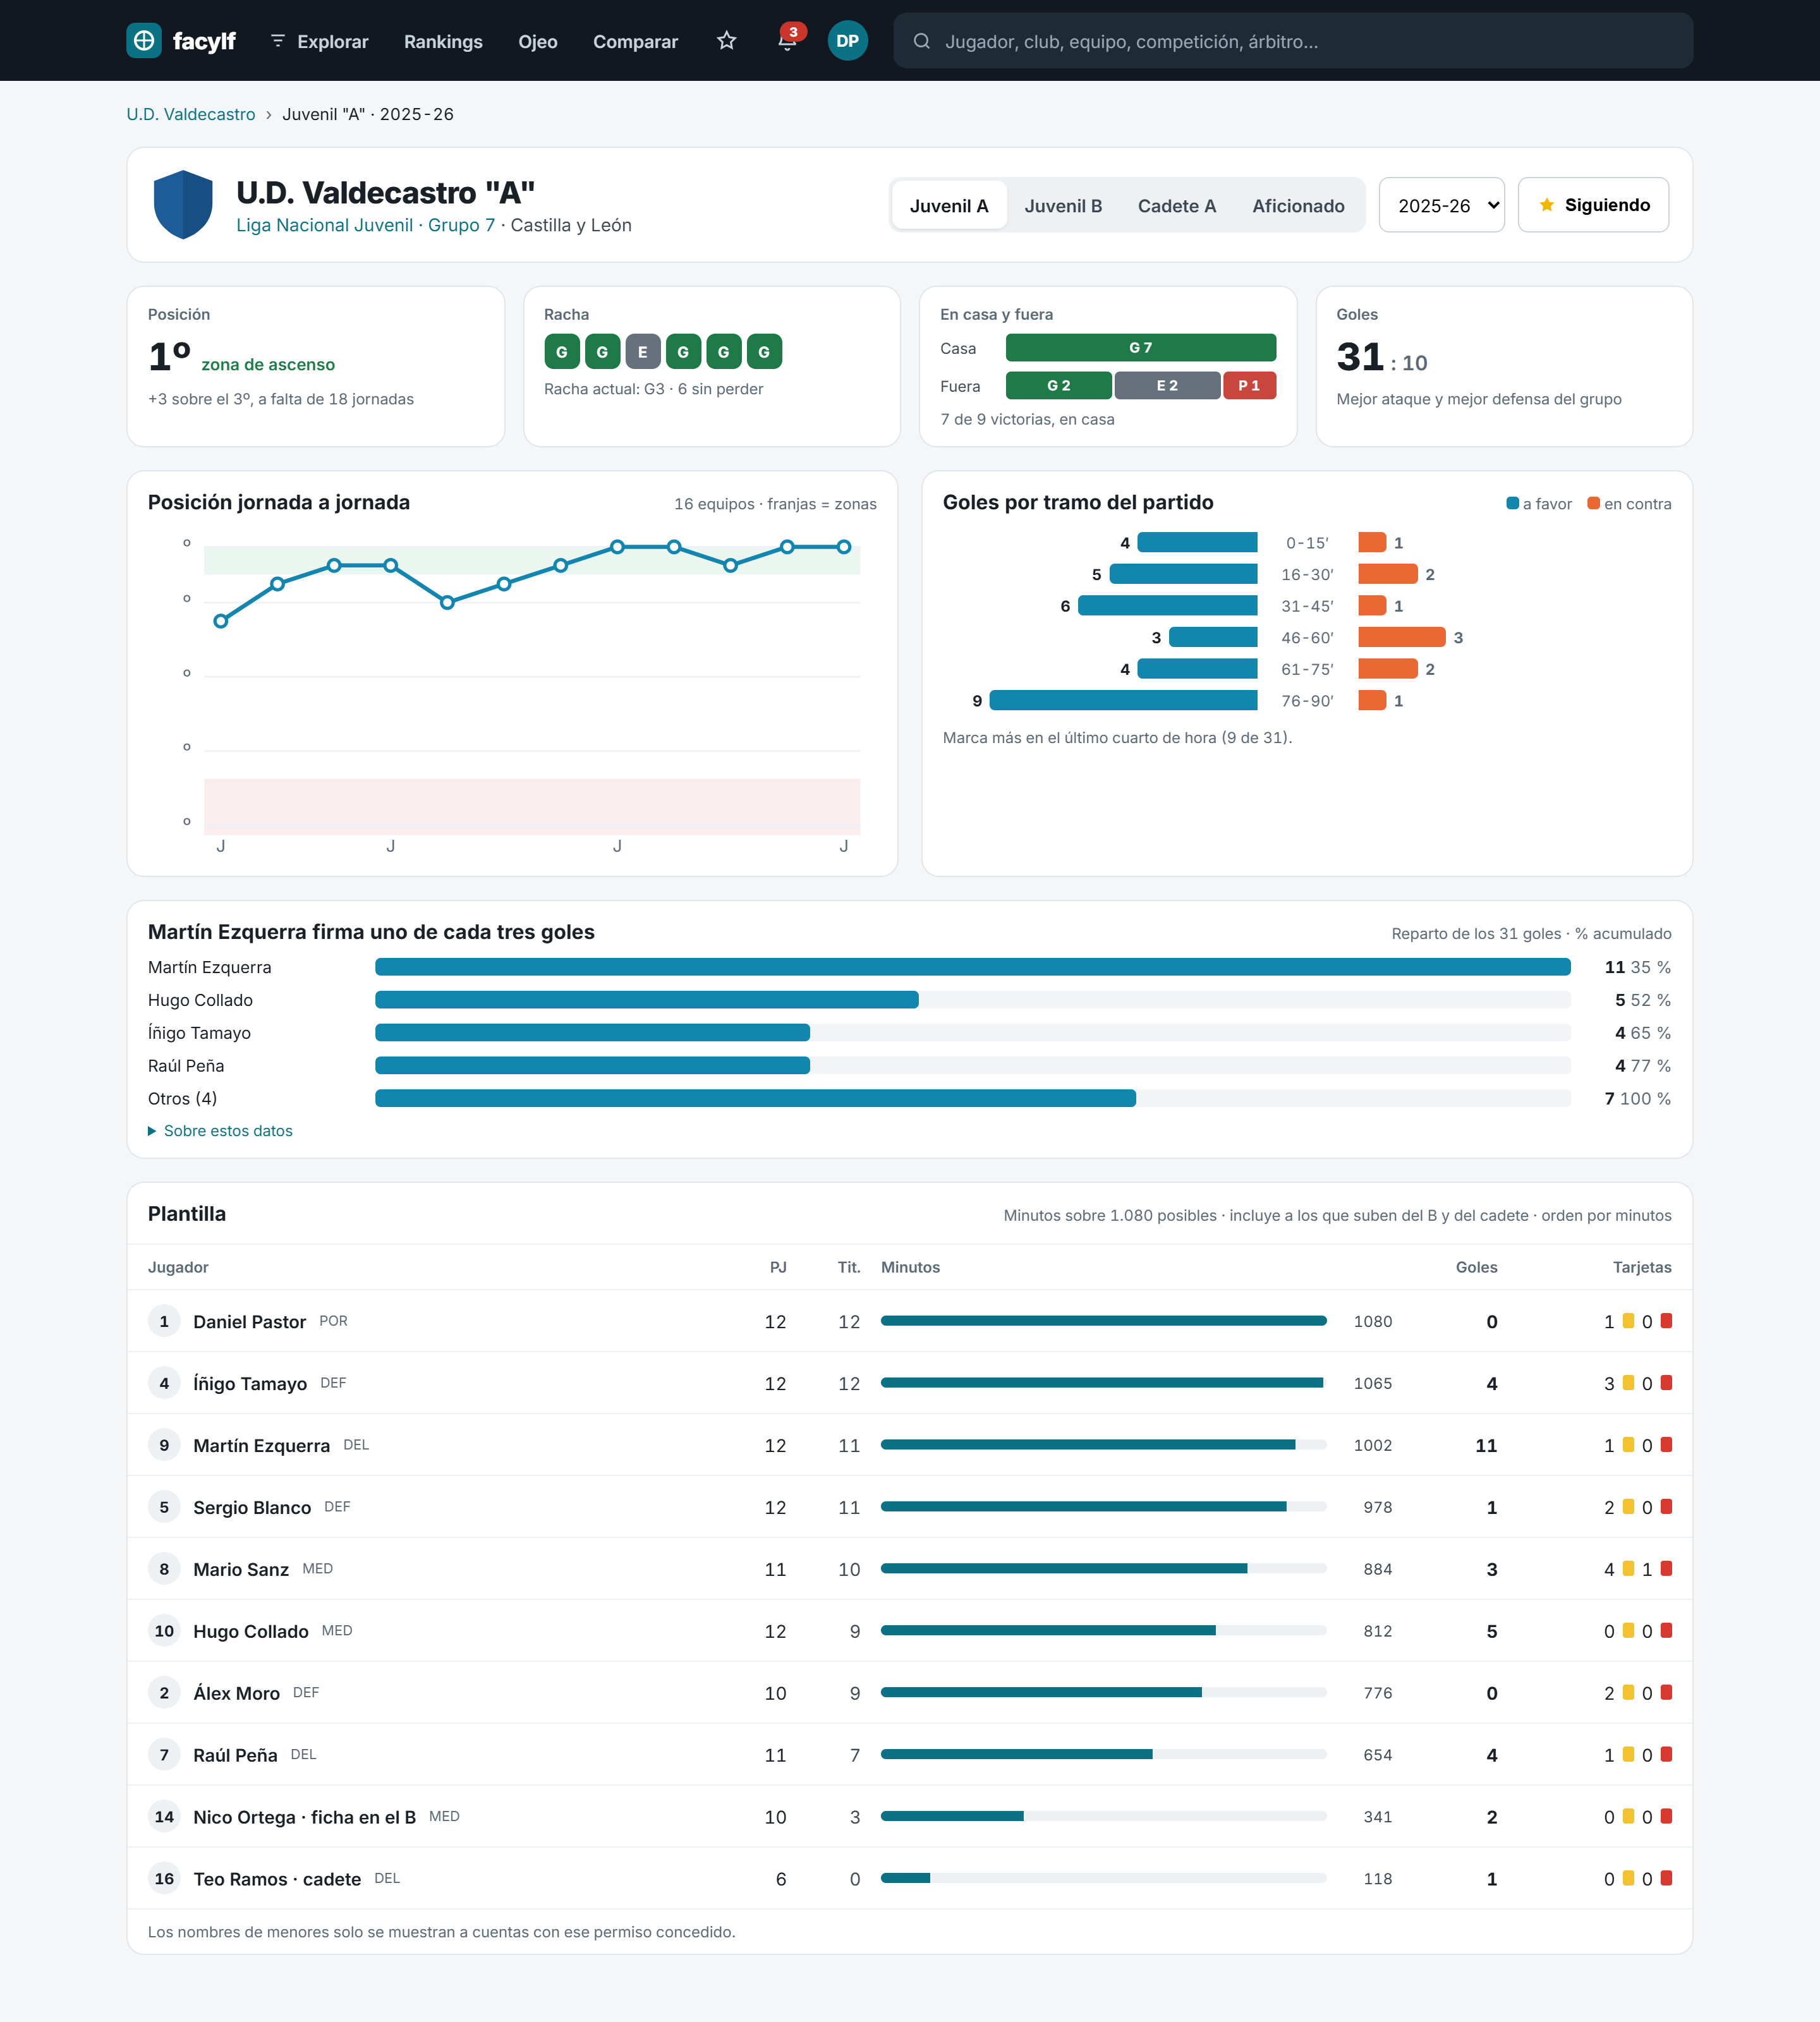 facylf Explorar Rankings Ojeo Comparar 3 DP Jugador, club, equipo, competición, árbitro...
U.D. Valdecastro › Juvenil "A" · 2025-26
U.D. Valdecastro "A"
Liga Nacional Juvenil · Grupo 7 · Castilla y León
Juvenil A Juvenil B Cadete A Aficionado 2025-26 Siguiendo
Posición
1º zona de ascenso
+3 sobre el 3º, a falta de 18 jornadas
Racha
G G E G G G
Racha actual: G3 · 6 sin perder
En casa y fuera
Casa G 7
Fuera G 2 E 2 P 1
7 de 9 victorias, en casa
Goles
31 : 10
Mejor ataque y mejor defensa del grupo
Posición jornada a jornada 16 equipos · franjas = zonas
º
º
º
º
º
J J J J
Goles por tramo del partido a favor en contra
4 0-15′ 1
5 16-30′ 2
6 31-45′ 1
3 46-60′ 3
4 61-75′ 2
9 76-90′ 1
Marca más en el último cuarto de hora (9 de 31).
Martín Ezquerra firma uno de cada tres goles Reparto de los 31 goles · % acumulado
Martín Ezquerra 11 35 %
Hugo Collado 5 52 %
Íñigo Tamayo 4 65 %
Raúl Peña 4 77 %
Otros (4) 7 100 %
Sobre estos datos
Plantilla Minutos sobre 1.080 posibles · incluye a los que suben del B y del cadete · orden por minutos
Jugador PJ Tit. Minutos Goles Tarjetas
1 Daniel Pastor POR 12 12 1080 0 1 0
4 Íñigo Tamayo DEF 12 12 1065 4 3 0
9 Martín Ezquerra DEL 12 11 1002 11 1 0
5 Sergio Blanco DEF 12 11 978 1 2 0
8 Mario Sanz MED 11 10 884 3 4 1
10 Hugo Collado MED 12 9 812 5 0 0
2 Álex Moro DEF 10 9 776 0 2 0
7 Raúl Peña DEL 11 7 654 4 1 0
14 Nico Ortega · ficha en el B MED 10 3 341 2 0 0
16 Teo Ramos · cadete DEL 6 0 118 1 0 0
Los nombres de menores solo se muestran a cuentas con ese permiso concedido.